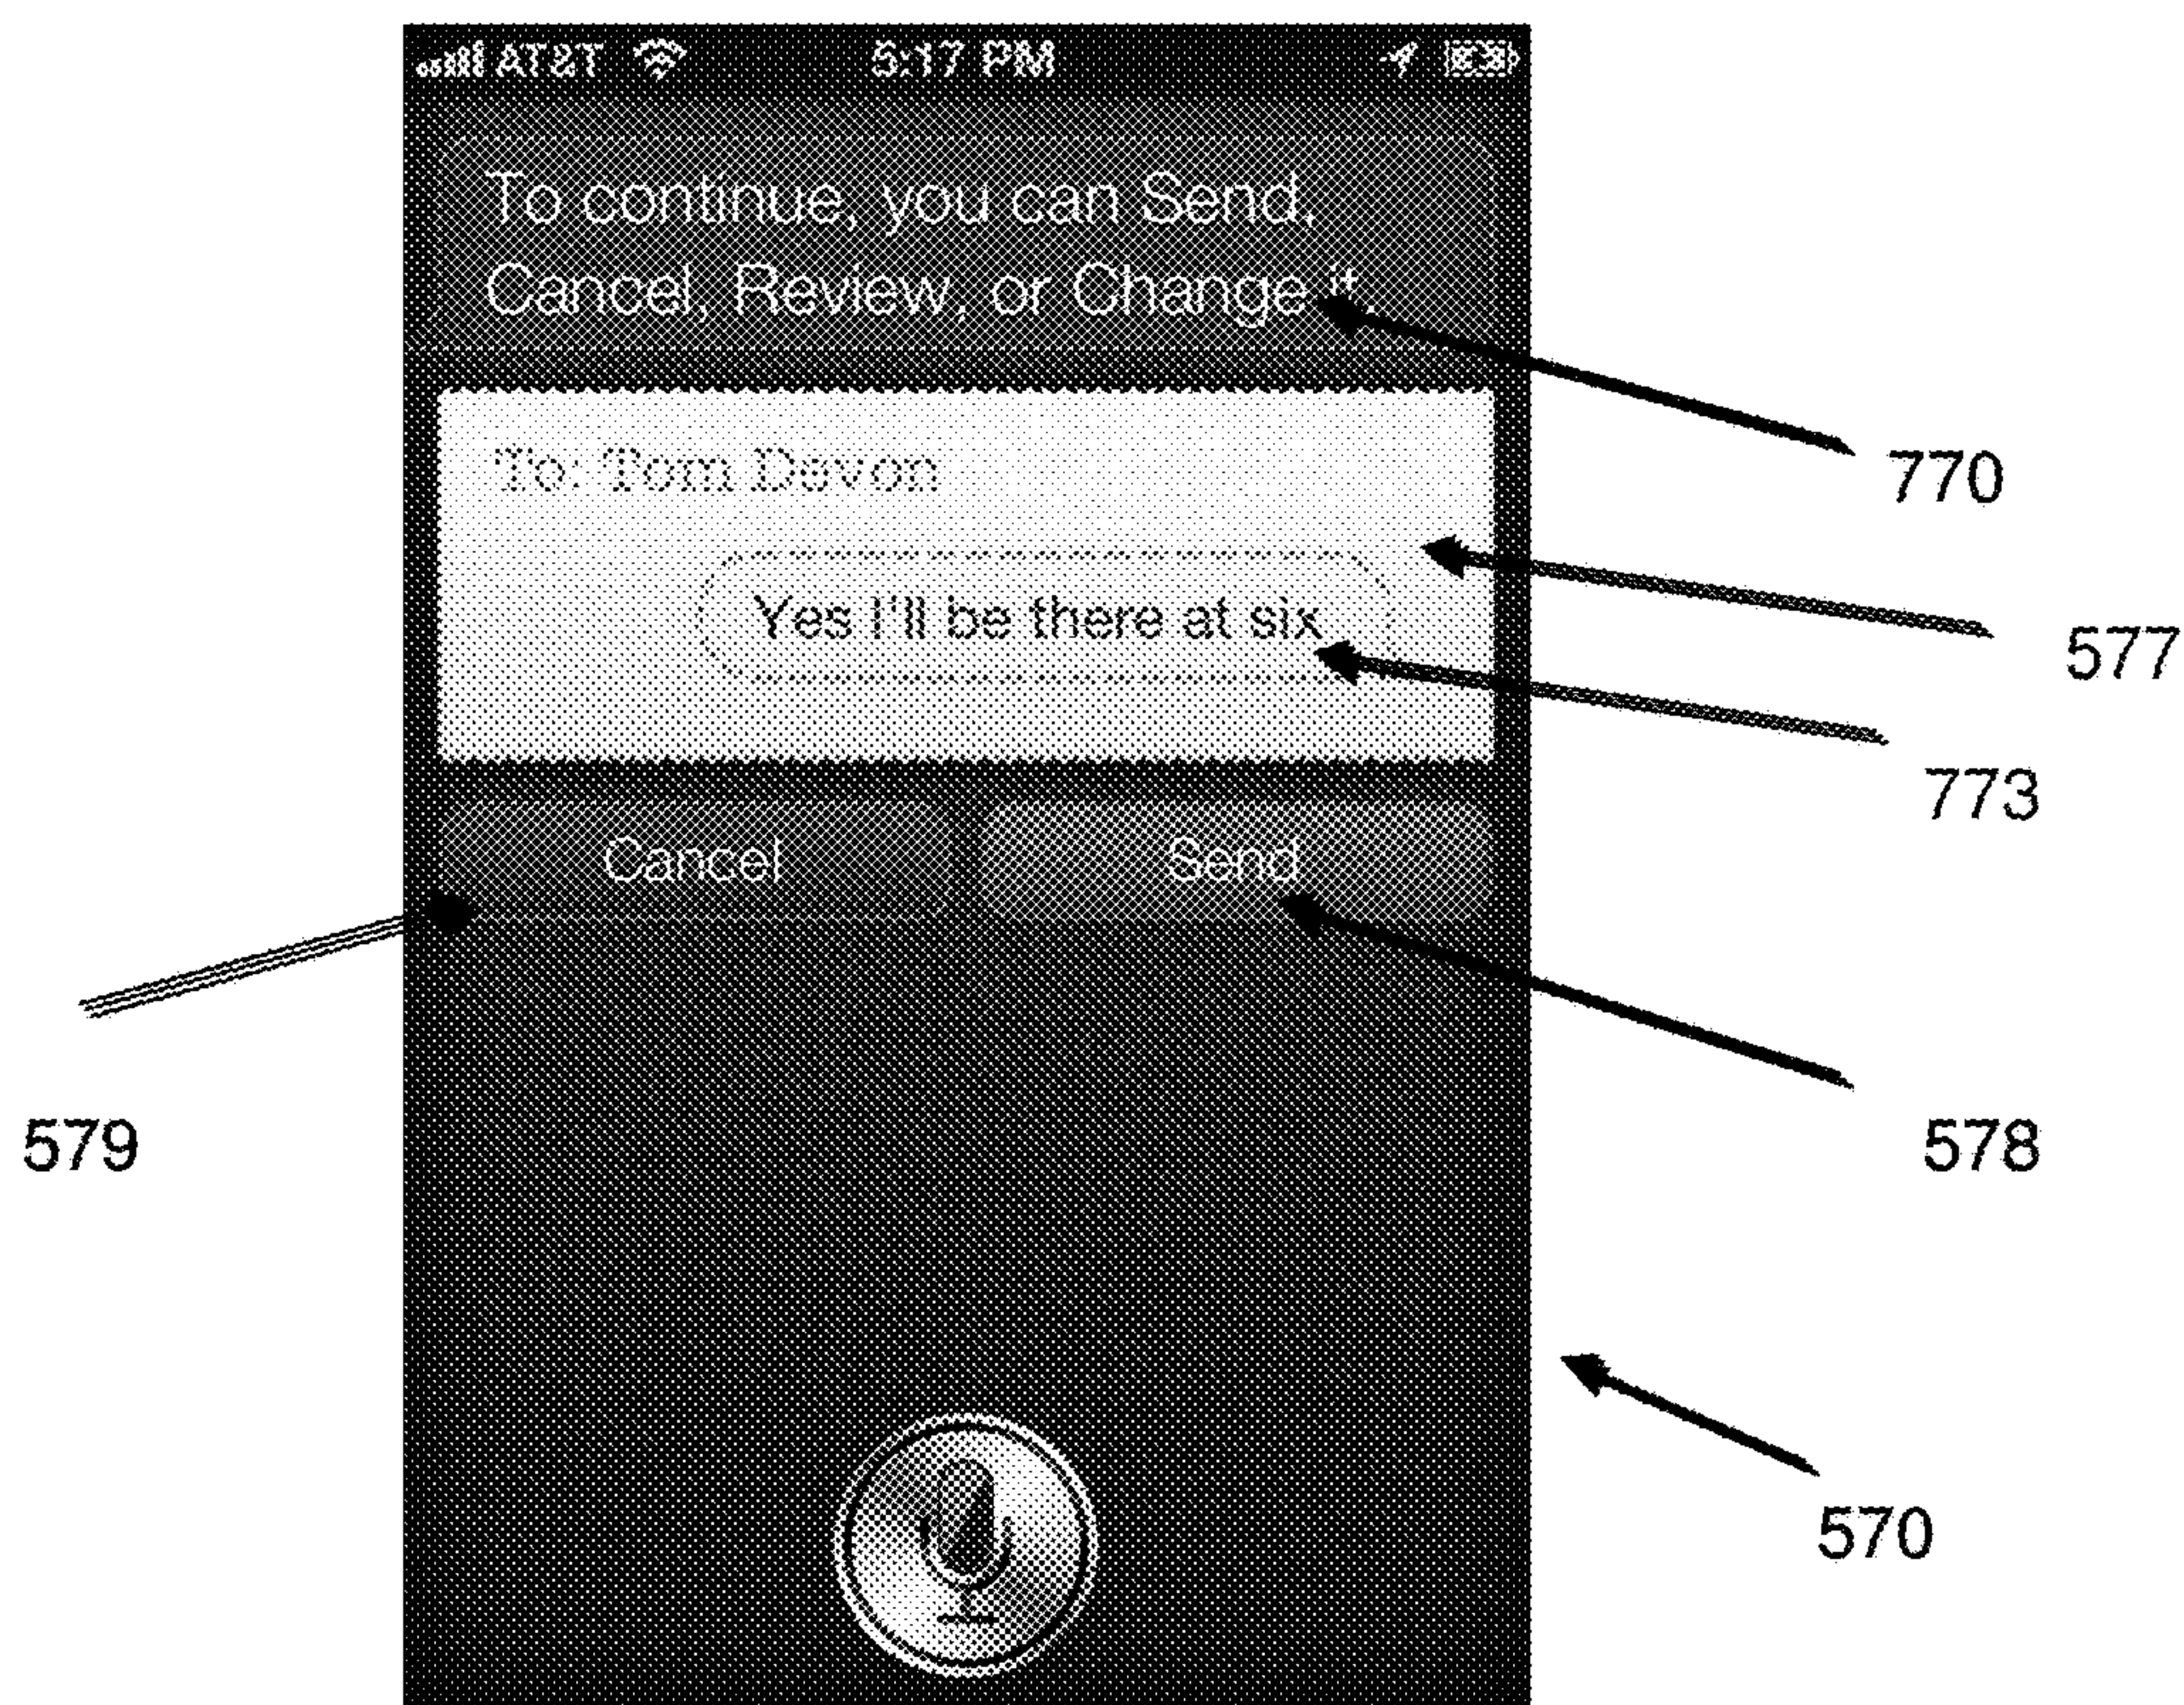 AT&T 5:17 PM
To continue, you can Send,
Cancel, Review, or Change it.
770
To: Tom Devon
577
Yes I'll be there at six
773
Cancel Send
579
578
570